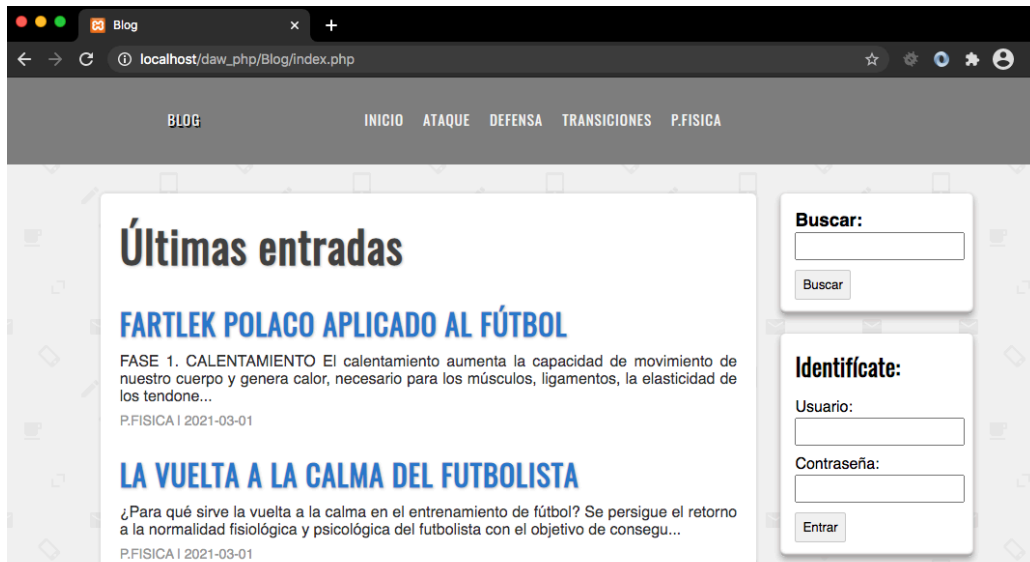 Blog
localhost/daw_php/Blog/index.php
BLOG
INICIO ATAQUE DEFENSA TRANSICIONES P.FISICA
Últimas entradas
FARTLEK POLACO APLICADO AL FÚTBOL
FASE 1. CALENTAMIENTO El calentamiento aumenta la capacidad de movimiento de
nuestro cuerpo y genera calor, necesario para los músculos, ligamentos, la elasticidad de
los tendone...
P.FISICA | 2021-03-01
LA VUELTA A LA CALMA DEL FUTBOLISTA
¿Para qué sirve la vuelta a la calma en el entrenamiento de fútbol? Se persigue el retorno
a la normalidad fisiológica y psicológica del futbolista con el objetivo de consegu...
P.FISICA | 2021-03-01
Buscar:
Buscar
Identifícate:
Usuario:
Contraseña:
Entrar